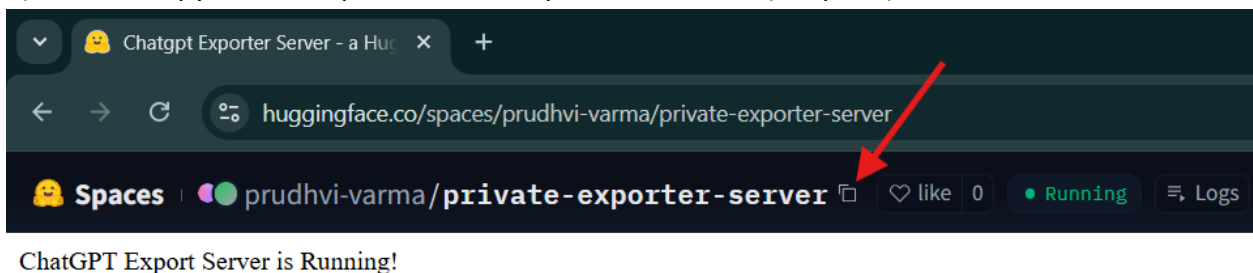 Chatgpt Exporter Server - a Hug
huggingface.co/spaces/prudhvi-varma/private-exporter-server
Spaces prudhvi-varma/private-exporter-server like 0 Running Logs
ChatGPT Export Server is Running!